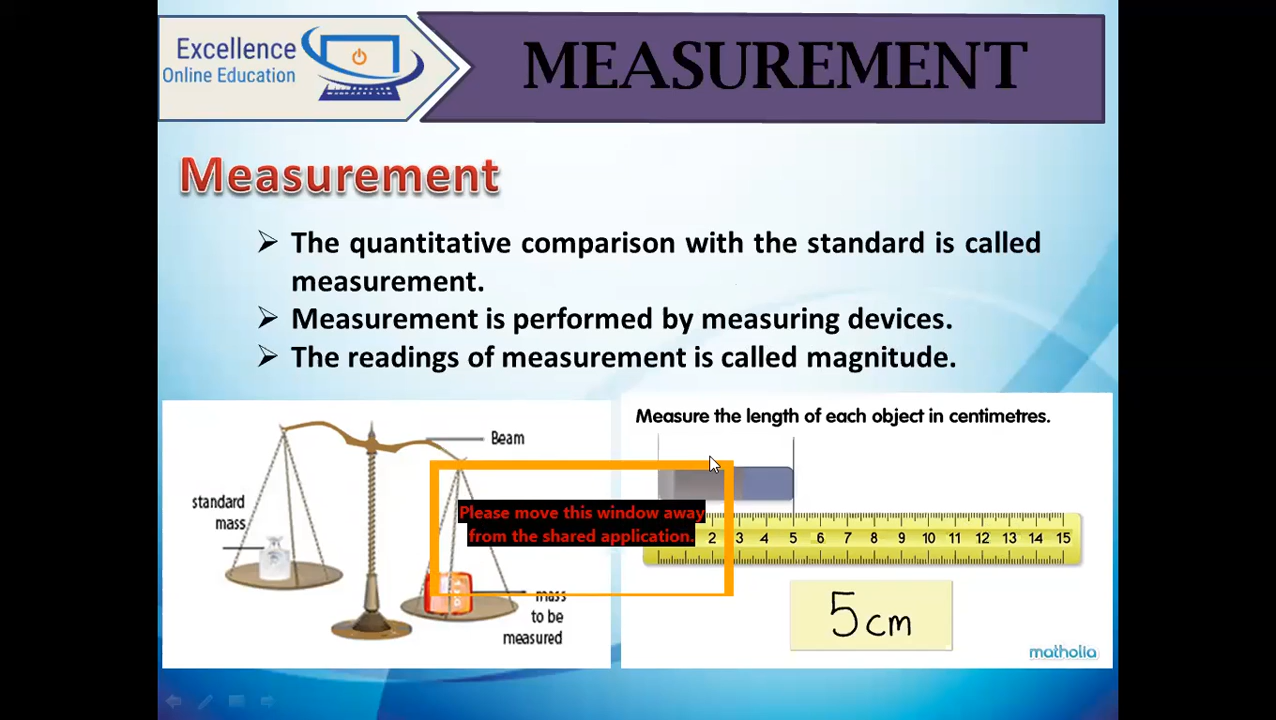 Excellence
Online Education
MEASUREMENT
Measurement
➢ The quantitative comparison with the standard is called
measurement.
➢ Measurement is performed by measuring devices.
➢ The readings of measurement is called magnitude.
Beam
standard
mass
mass
to be
measured
Please move this window away
from the shared application.
Measure the length of each object in centimetres.
2 3 4 5 6 7 8 9 10 11 12 13 14 15
5cm
matholia